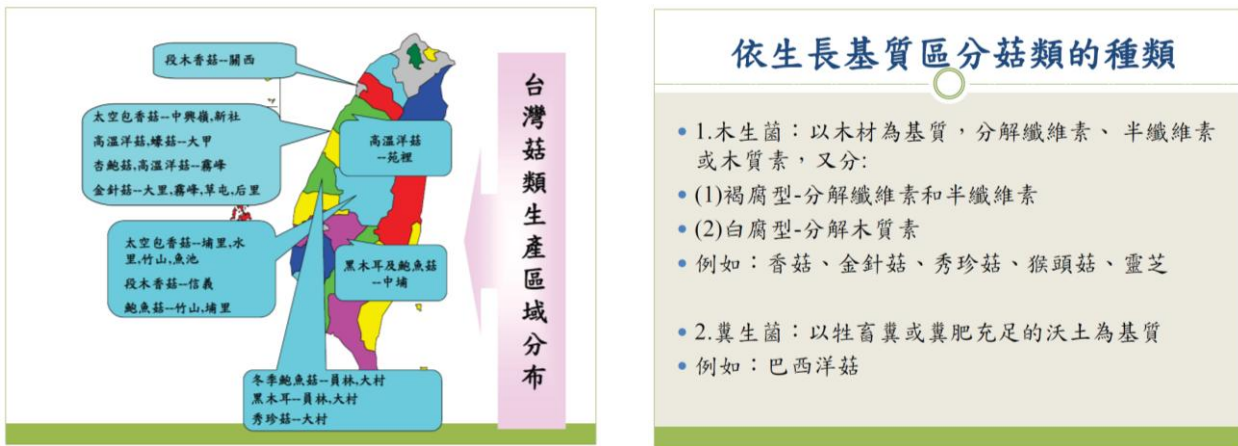 段木香菇--關西
太空包香菇--中興嶺,新社
高溫洋菇,蠔菇--大甲
杏鮑菇,高溫洋菇--霧峰
金針菇--大里,霧峰,草屯,后里
高溫洋菇
--苑裡
太空包香菇--埔里,水
里,竹山,魚池
段木香菇--信義
鮑魚菇--竹山,埔里
黑木耳及鮑魚菇
--中埔
冬季鮑魚菇--員林,大村
黑木耳--員林,大村
秀珍菇--大村
台灣菇類生產區域分布
依生長基質區分菇類的種類
• 1.木生菌：以木材為基質，分解纖維素、 半纖維素
或木質素，又分:
• (1)褐腐型-分解纖維素和半纖維素
• (2)白腐型-分解木質素
• 例如：香菇、金針菇、秀珍菇、猴頭菇、靈芝
• 2.糞生菌：以牲畜糞或糞肥充足的沃土為基質
• 例如：巴西洋菇